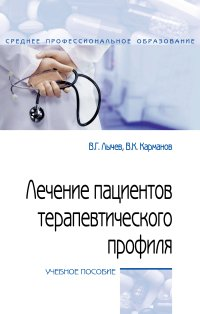 СРЕДНЕЕ ПРОФЕССИОНАЛЬНОЕ ОБРАЗОВАНИЕ
В.Г. Лычев, В.К. Карманов
Лечение пациентов
терапевтического
профиля
УЧЕБНОЕ ПОСОБИЕ